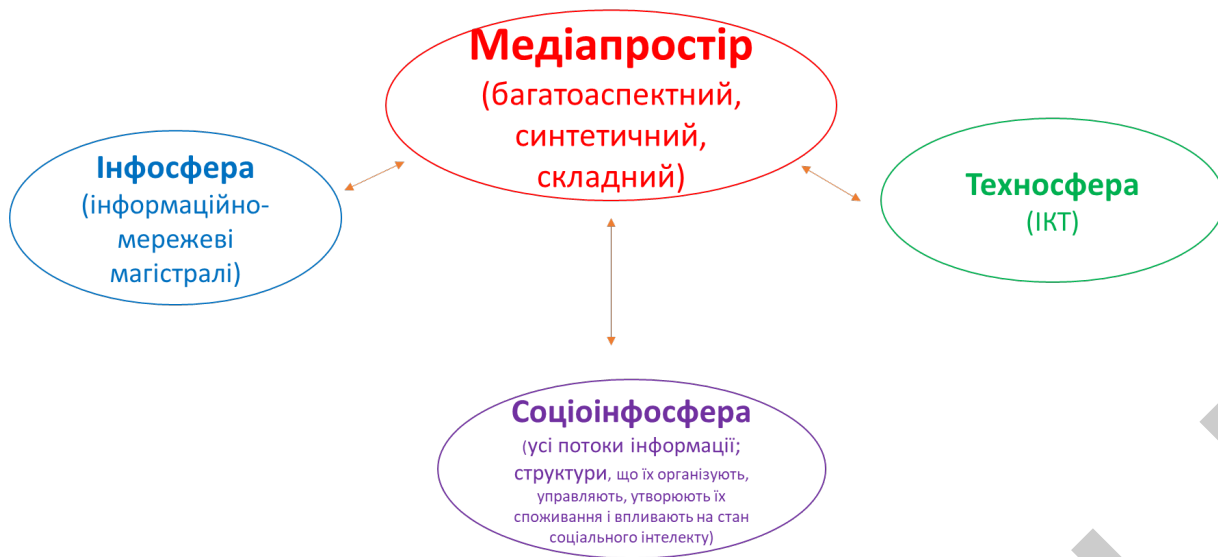 Медіапростір
(багатоаспектний,
синтетичний,
складний)
Інфосфера
(інформаційно-
мережеві
магістралі)
Техносфера
(ІКТ)
Соціоінфосфера
(усі потоки інформації;
структури, що їх організують,
управляють, утворюють їх
споживання і впливають на стан
соціального інтелекту)